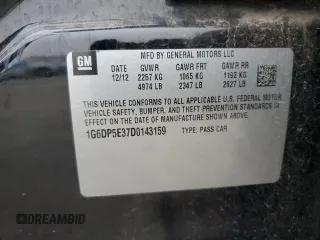 GM
MFD BY GENERAL MOTORS LLC
DATE GVWR GAWR FRT GAWR RR
12/12 2257 KG 1065 KG 1192 KG
4974 LB 2347 LB 2627 LB
THIS VEHICLE CONFORMS TO ALL APPLICABLE U.S. FEDERAL MOTOR
VEHICLE SAFETY, BUMPER, AND THEFT PREVENTION STANDARDS
IN EFFECT ON THE DATE OF MANUFACTURE SHOWN ABOVE.
1G6DP5E37D0143159 TYPE: PASS CAR
© DREAMBID